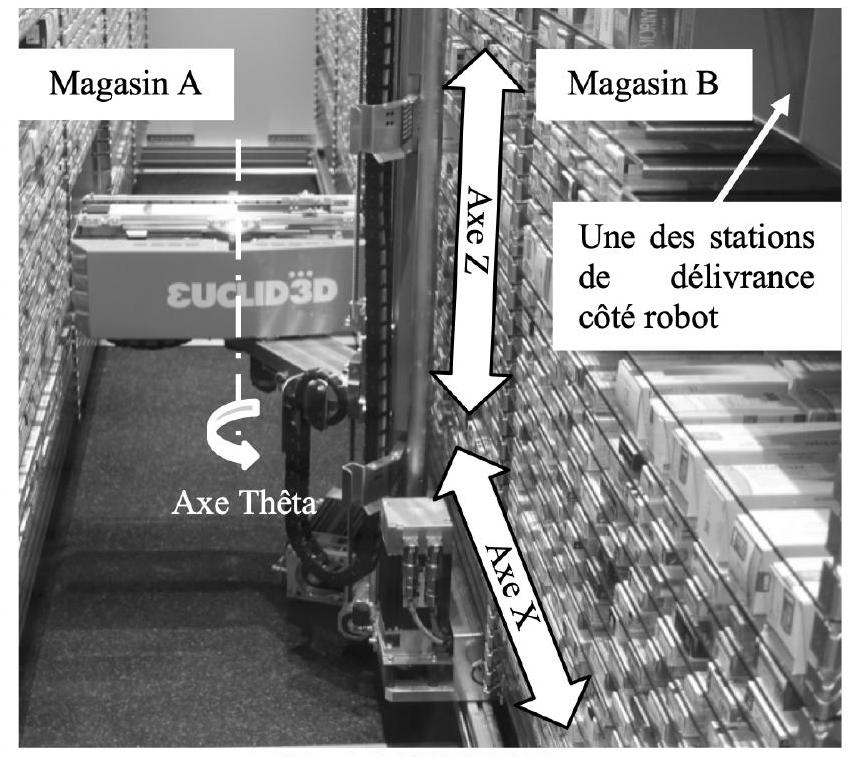 Magasin A
Magasin B
Axe Z
Une des stations
de délivrance
côté robot
EUCLID3D
Axe Thêta
Axe X